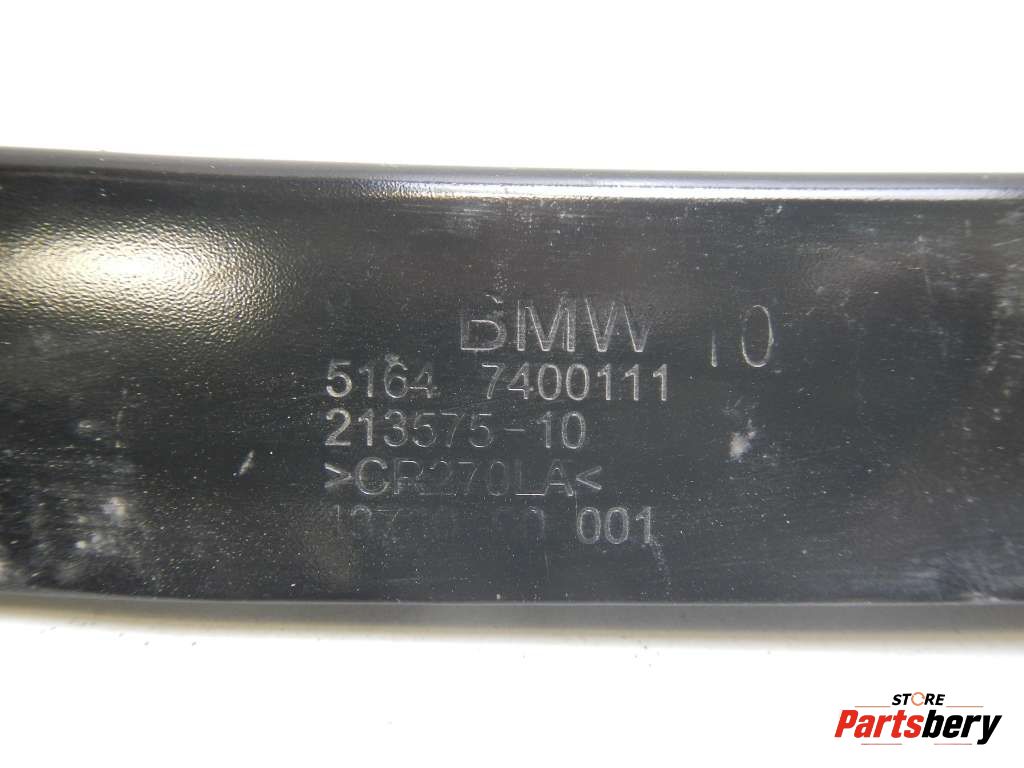 BMW 10
5164 7400111
213575-10
>CR270LA<
001
STORE
Partsbery